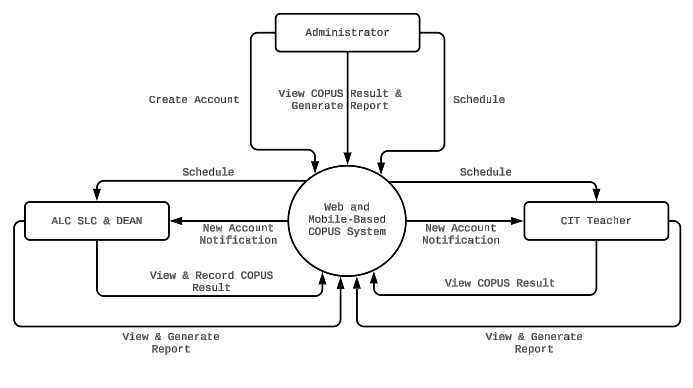 Administrator
View COPUS Result &
Generate Report
Create Account
Schedule
Schedule
Schedule
Web and
Mobile-Based
COPUS System
ALC SLC & DEAN
CIT Teacher
New Account
Notification
New Account
Notification
View & Record COPUS
Result
View COPUS Result
View & Generate
Report
View & Generate
Report